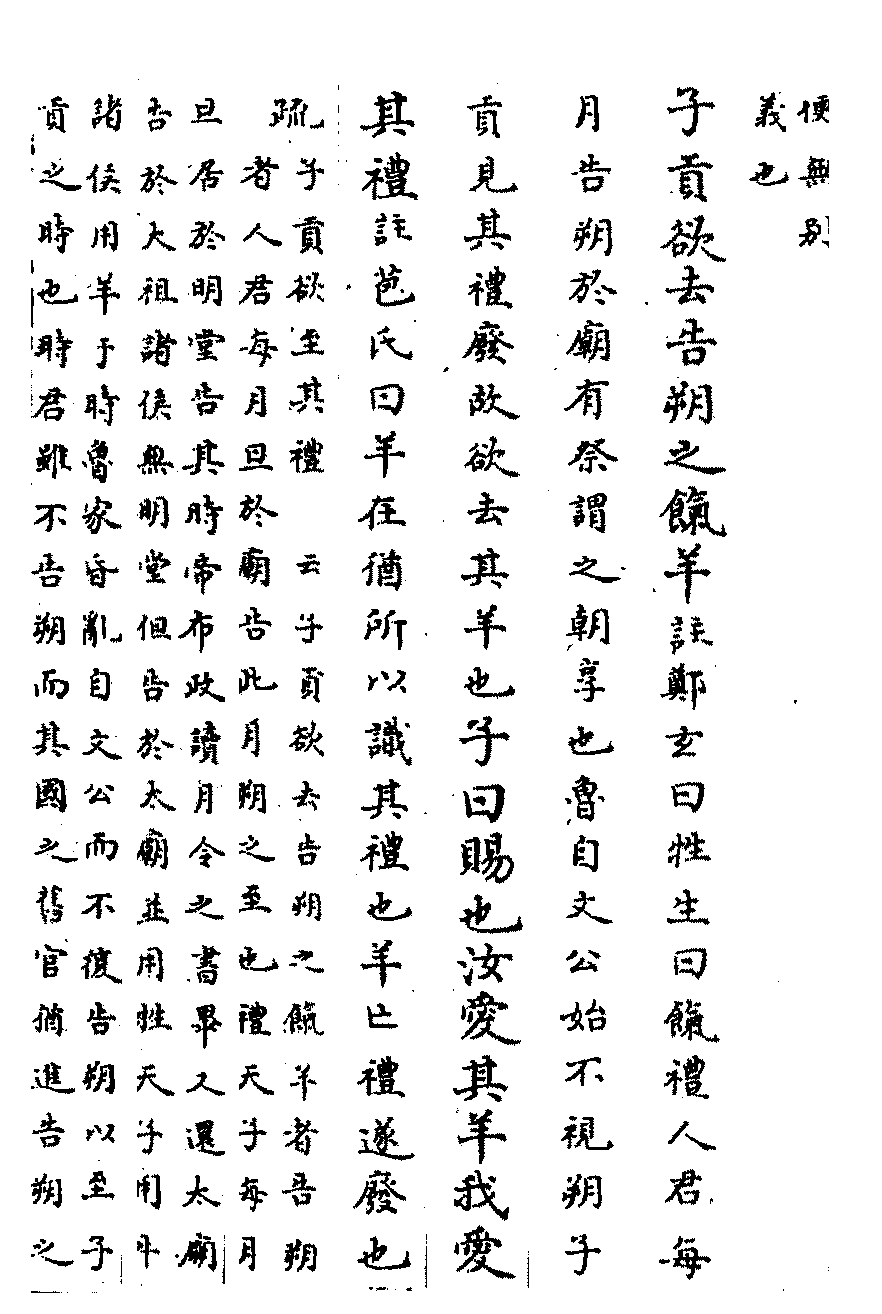 便無別
義也
子貢欲去告朔之餼羊註鄭玄曰牲生曰餼禮人君每
月告朔於廟有祭謂之朝享也魯自文公始不視朔子
貢見其禮廢故欲去其羊也子曰賜也汝愛其羊我愛
其禮註苞氏曰羊在猶所以識其禮也羊亡禮遂廢也
疏子貢欲至其禮 云子貢欲去告朔之餼羊者告朔
者人君每月旦於廟告此月朔之至也禮天子每月
旦居於明堂告其時帝布政讀月令之書畢又還太廟
告於大祖諸侯無明堂但告於太廟並用牲天子用牛
諸侯用羊于時魯家昏亂自文公而不復告朔以至子
貢之時也時君雖不告朔而其國之舊官猶進告朔之